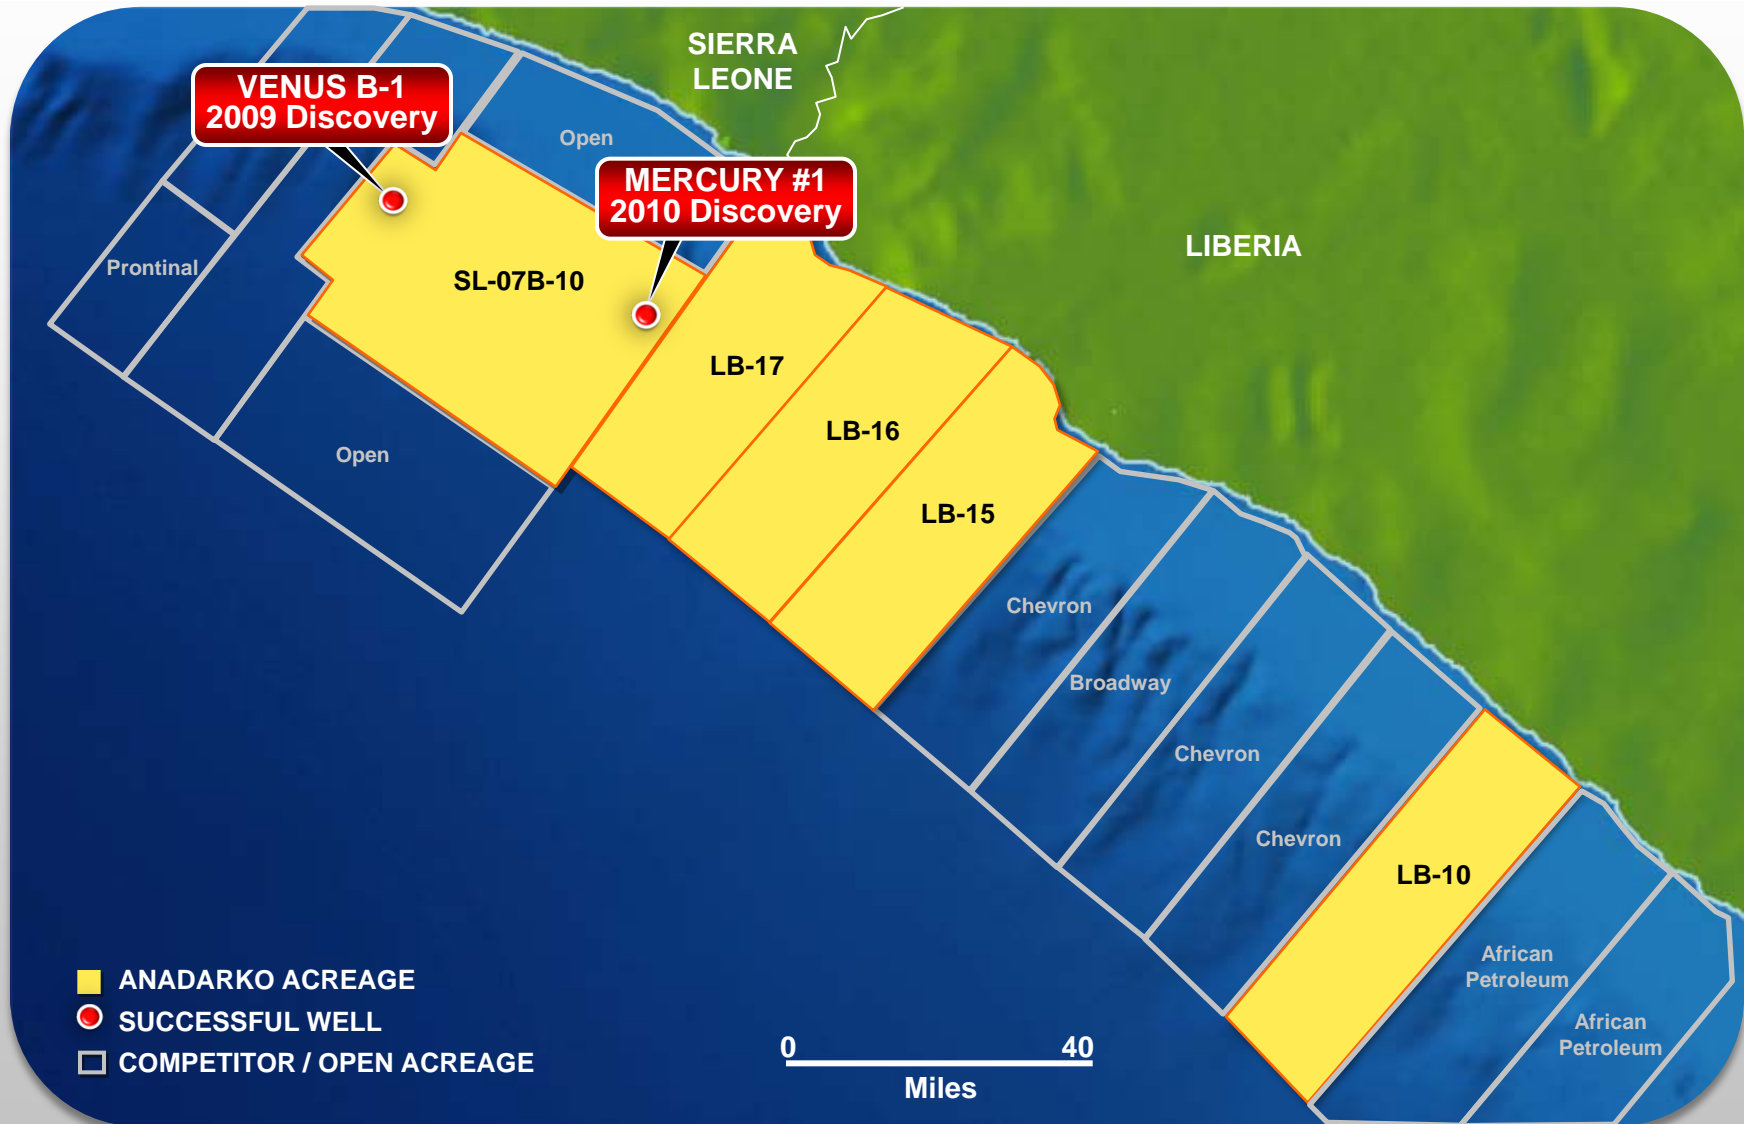 SIERRA
LEONE
VENUS B-1
2009 Discovery
Open
MERCURY #1
2010 Discovery
LIBERIA
Prontinal
SL-07B-10
LB-17
LB-16
Open
LB-15
Chevron
Broadway
Chevron
Chevron
LB-10
African
Petroleum
African
Petroleum
ANADARKO ACREAGE
SUCCESSFUL WELL
COMPETITOR / OPEN ACREAGE
0 40
Miles